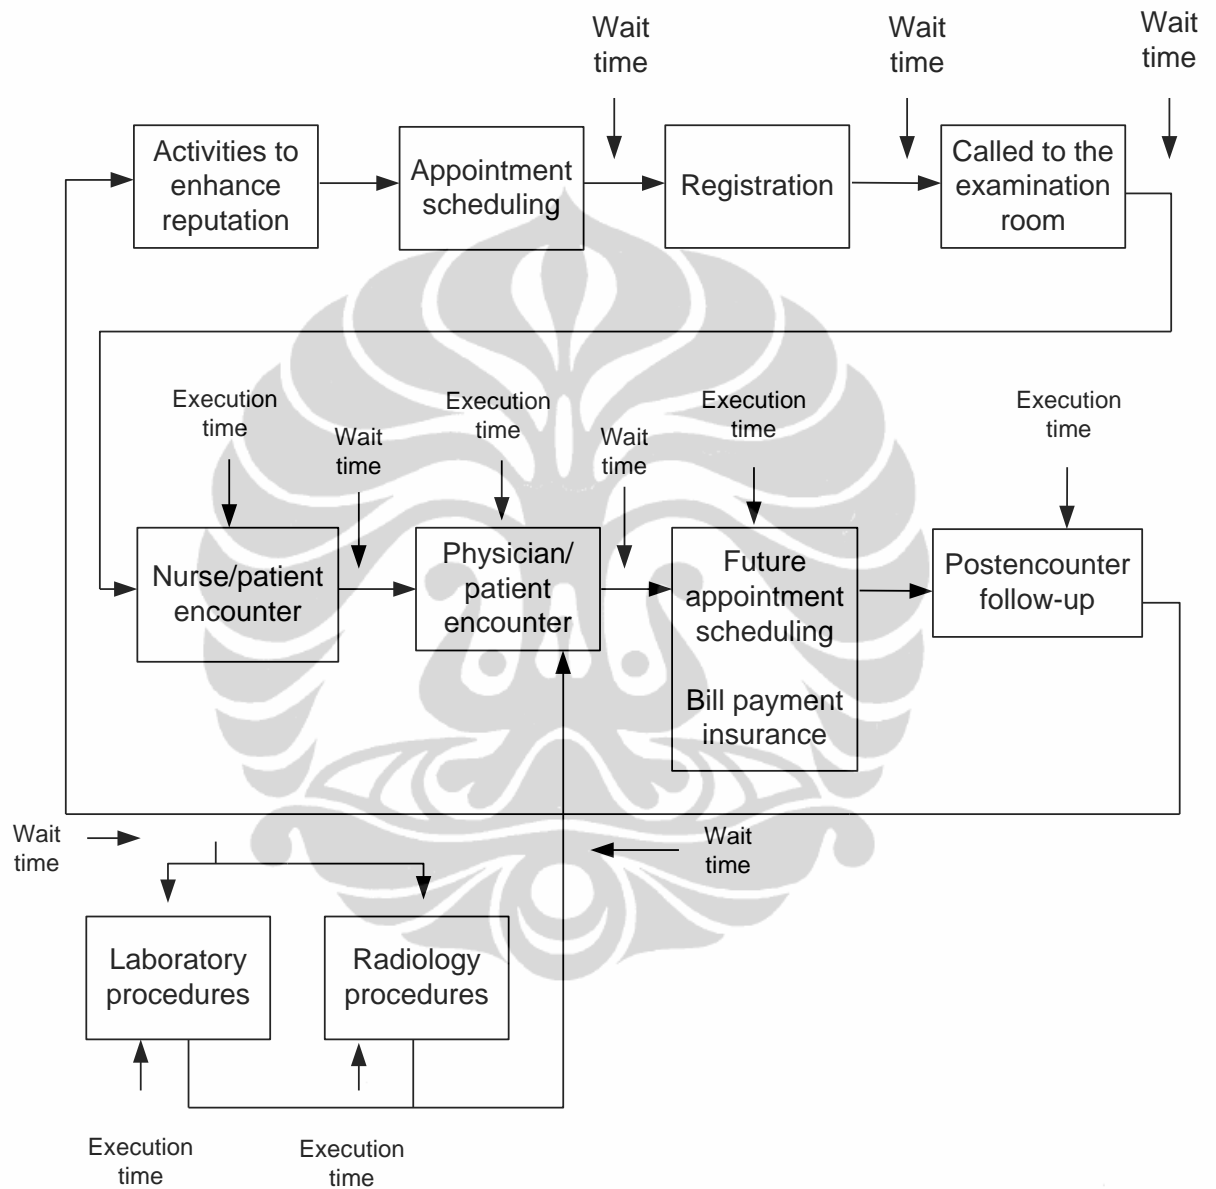 Wait
time
Wait
time
Wait
time
Activities to
enhance
reputation
Appointment
scheduling
Registration
Called to the
examination
room
Execution
time
Wait
time
Execution
time
Wait
time
Execution
time
Execution
time
Nurse/patient
encounter
Physician/
patient
encounter
Future
appointment
scheduling
Bill payment
insurance
Postencounter
follow-up
Wait
time
Wait
time
Laboratory
procedures
Radiology
procedures
Execution
time
Execution
time